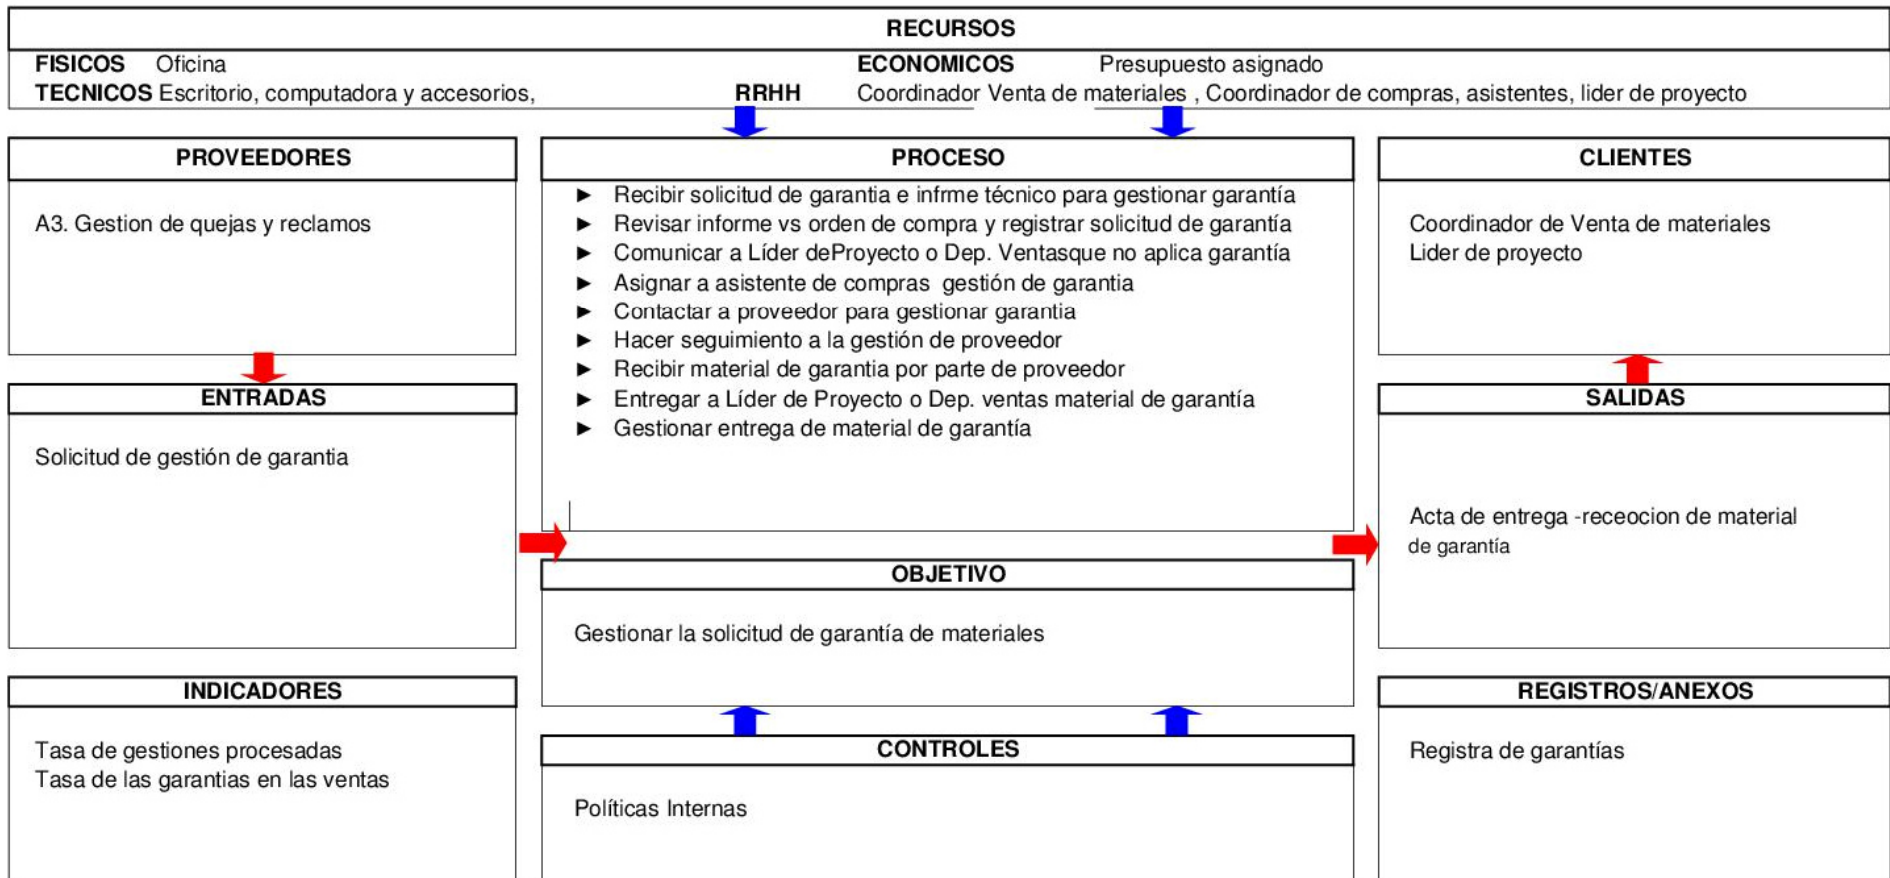 RECURSOS
FISICOS Oficina ECONOMICOS Presupuesto asignado
TECNICOS Escritorio, computadora y accesorios, RRHH Coordinador Venta de materiales , Coordinador de compras, asistentes, lider de proyecto
PROVEEDORES
A3. Gestion de quejas y reclamos
ENTRADAS
Solicitud de gestión de garantia
INDICADORES
Tasa de gestiones procesadas
Tasa de las garantias en las ventas
PROCESO
► Recibir solicitud de garantia e infrme técnico para gestionar garantía
► Revisar informe vs orden de compra y registrar solicitud de garantía
► Comunicar a Líder deProyecto o Dep. Ventasque no aplica garantía
► Asignar a asistente de compras gestión de garantia
► Contactar a proveedor para gestionar garantia
► Hacer seguimiento a la gestión de proveedor
► Recibir material de garantia por parte de proveedor
► Entregar a Líder de Proyecto o Dep. ventas material de garantía
► Gestionar entrega de material de garantía
OBJETIVO
Gestionar la solicitud de garantía de materiales
CONTROLES
Políticas Internas
CLIENTES
Coordinador de Venta de materiales
Lider de proyecto
SALIDAS
Acta de entrega -receocion de material
de garantía
REGISTROS/ANEXOS
Registra de garantías